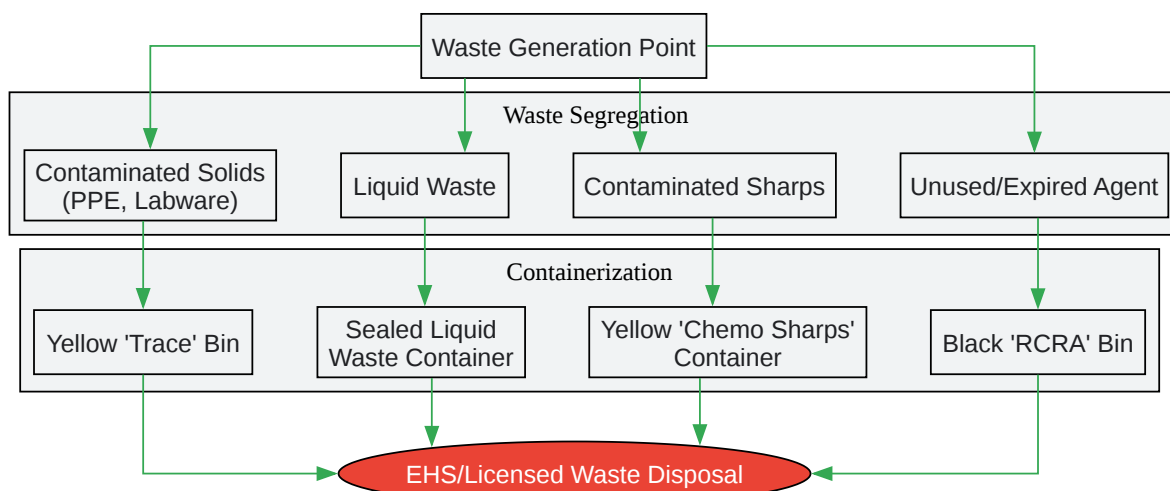 Waste Generation Point
Waste Segregation
Contaminated Solids
(PPE, Labware)
Liquid Waste
Contaminated Sharps
Unused/Expired Agent
Containerization
Yellow 'Trace' Bin
Sealed Liquid
Waste Container
Yellow 'Chemo Sharps'
Container
Black 'RCRA' Bin
EHS/Licensed Waste Disposal